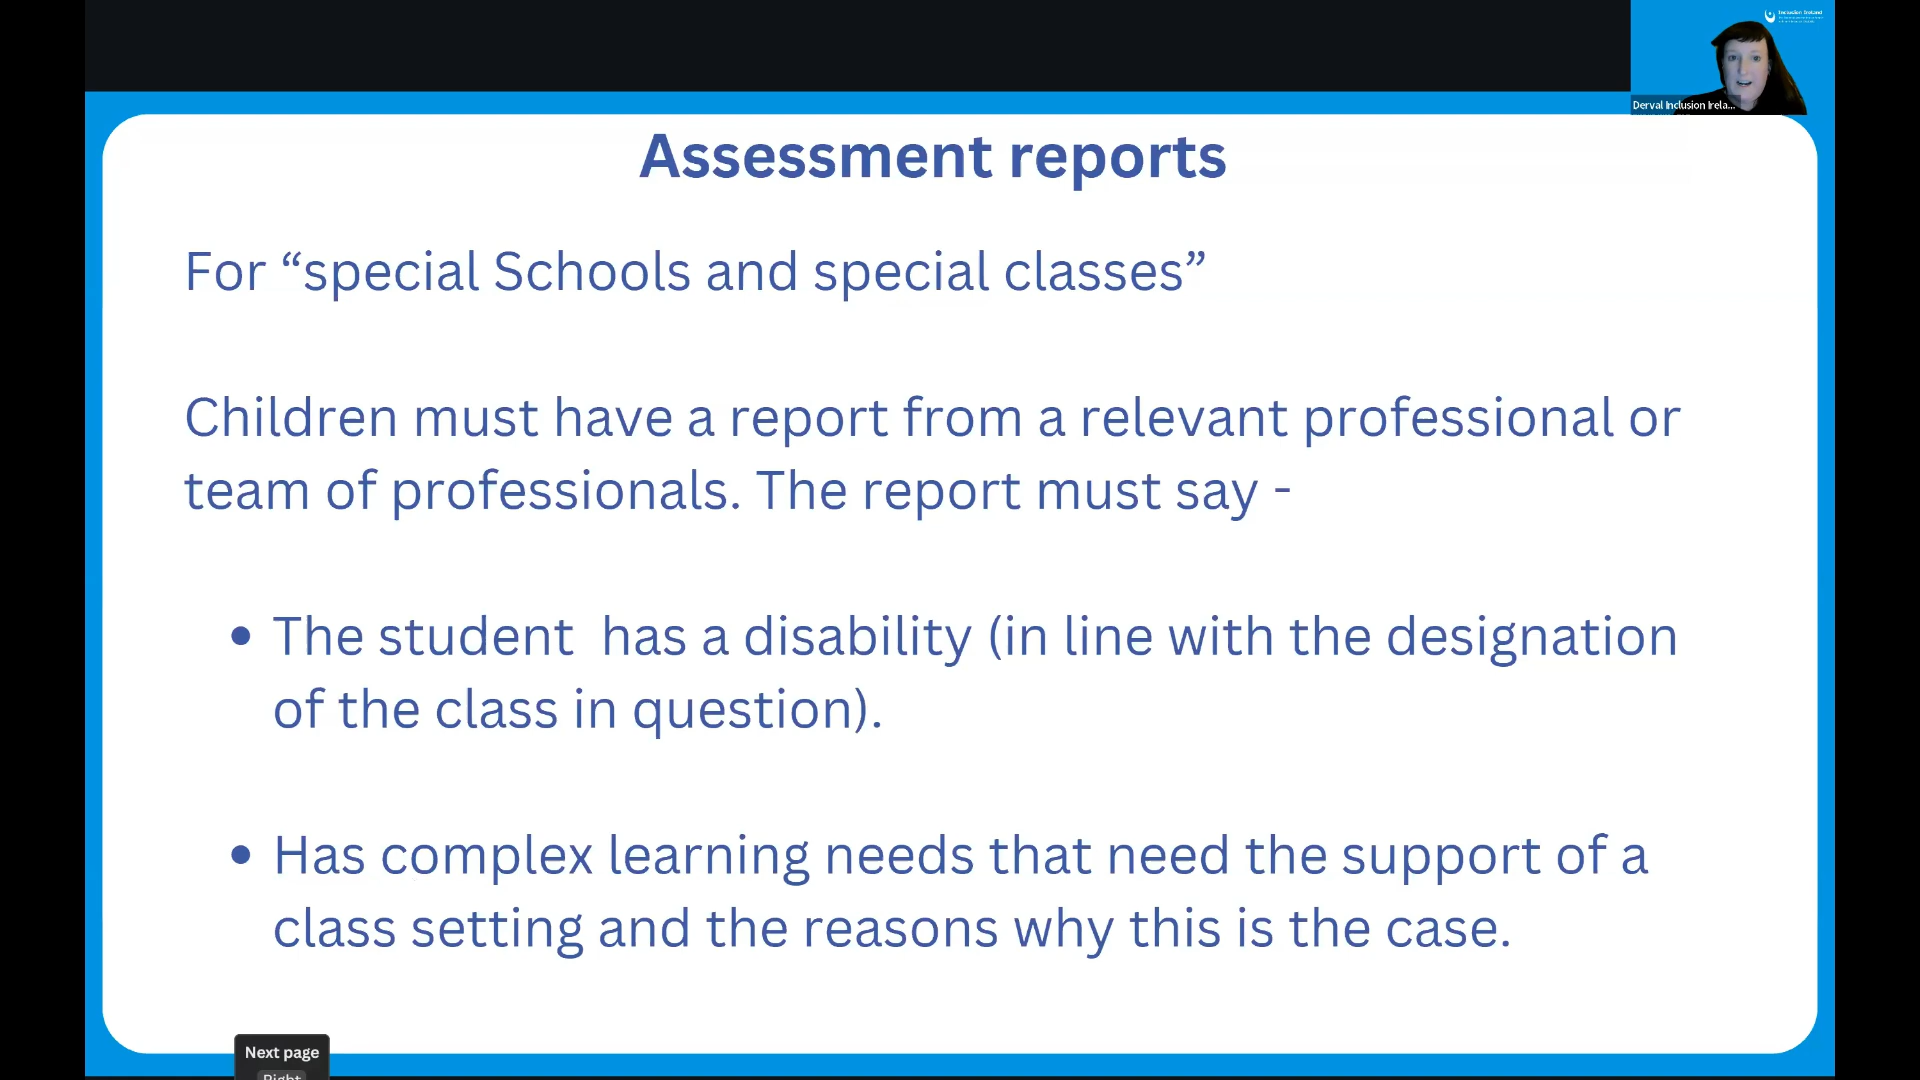 Inclusion Ireland
Derval Inclusion Irela...
Assessment reports
For “special Schools and special classes”
Children must have a report from a relevant professional or
team of professionals. The report must say -
• The student  has a disability (in line with the designation
of the class in question).
• Has complex learning needs that need the support of a
class setting and the reasons why this is the case.
Next page
Right